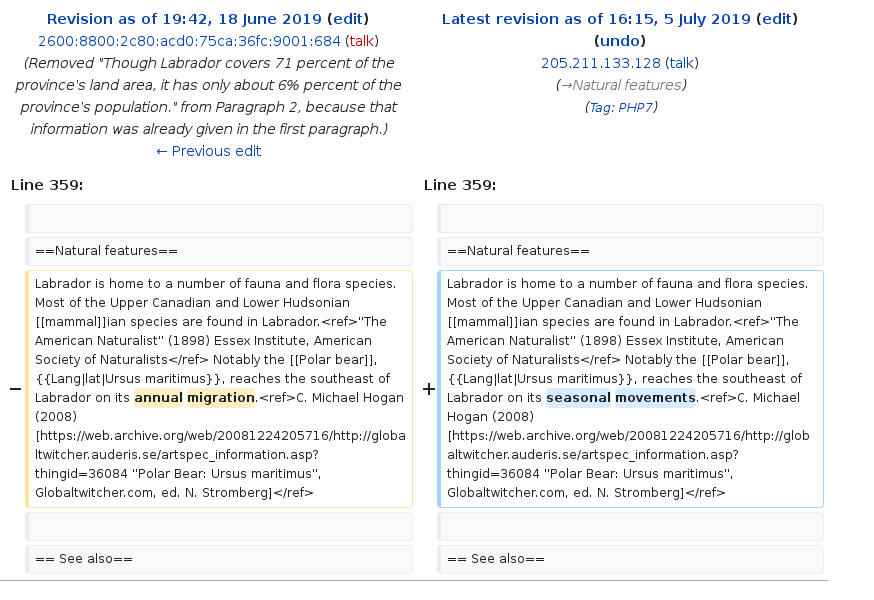 Revision as of 19:42, 18 June 2019 (edit)
2600:8800:2c80:acd0:75ca:36fc:9001:684 (talk)
(Removed "Though Labrador covers 71 percent of the
province's land area, it has only about 6% percent of the
province's population." from Paragraph 2, because that
information was already given in the first paragraph.)
← Previous edit
Latest revision as of 16:15, 5 July 2019 (edit)
(undo)
205.211.133.128 (talk)
(→Natural features)
(Tag: PHP7)
Line 359:
Line 359:
==Natural features==
==Natural features==
−
Labrador is home to a number of fauna and flora species.
Most of the Upper Canadian and Lower Hudsonian
[[mammal]]ian species are found in Labrador.<ref>"The
American Naturalist" (1898) Essex Institute, American
Society of Naturalists</ref> Notably the [[Polar bear]],
{{Lang|lat|Ursus maritimus}}, reaches the southeast of
Labrador on its annual migration.<ref>C. Michael Hogan
(2008)
[https://web.archive.org/web/20081224205716/http://globa
ltwitcher.auderis.se/artspec_information.asp?
thingid=36084 "Polar Bear: Ursus maritimus",
Globaltwitcher.com, ed. N. Stromberg]</ref>
+
Labrador is home to a number of fauna and flora species.
Most of the Upper Canadian and Lower Hudsonian
[[mammal]]ian species are found in Labrador.<ref>"The
American Naturalist" (1898) Essex Institute, American
Society of Naturalists</ref> Notably the [[Polar bear]],
{{Lang|lat|Ursus maritimus}}, reaches the southeast of
Labrador on its seasonal movements.<ref>C. Michael
Hogan (2008)
[https://web.archive.org/web/20081224205716/http://glob
altwitcher.auderis.se/artspec_information.asp?
thingid=36084 "Polar Bear: Ursus maritimus",
Globaltwitcher.com, ed. N. Stromberg]</ref>
== See also==
== See also==